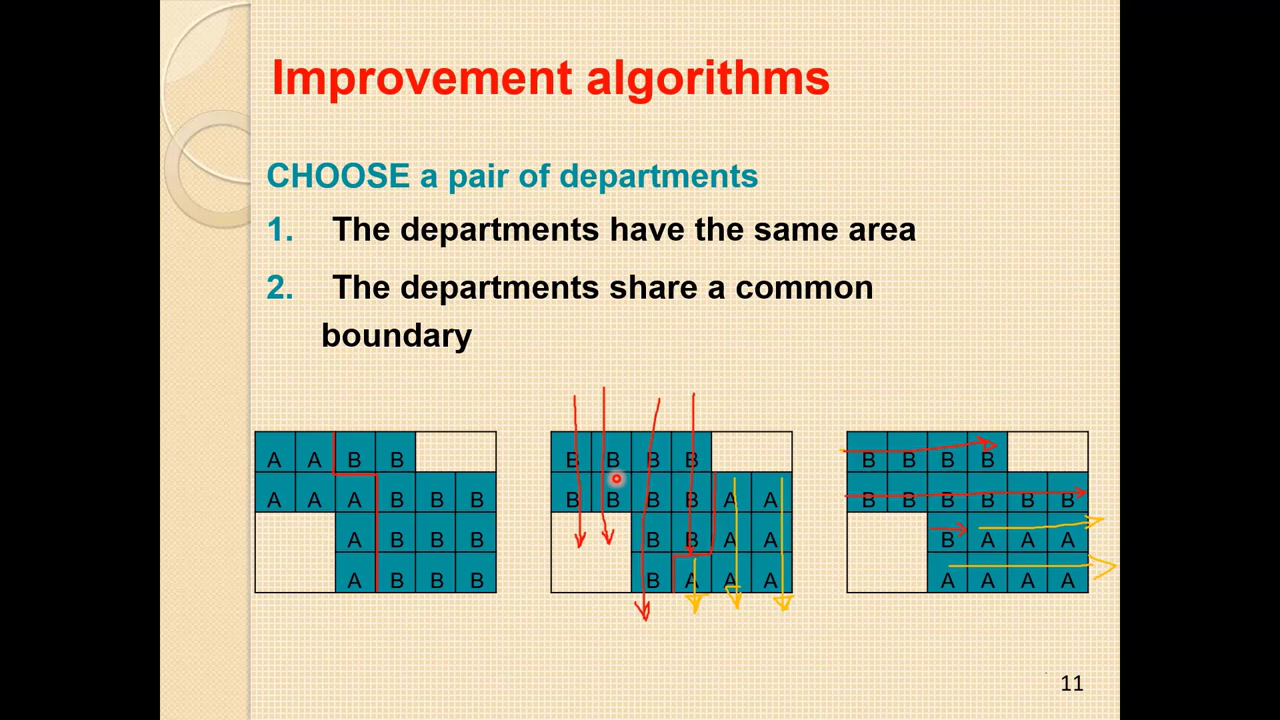 Improvement algorithms
CHOOSE a pair of departments
1. The departments have the same area
2. The departments share a common
boundary
A A B B
A A A B B B
A B B B
A B B B
B B B B
B B B B A A
B B A A
B A A A
B B B B
B B B B B B
B A A A
A A A A
11